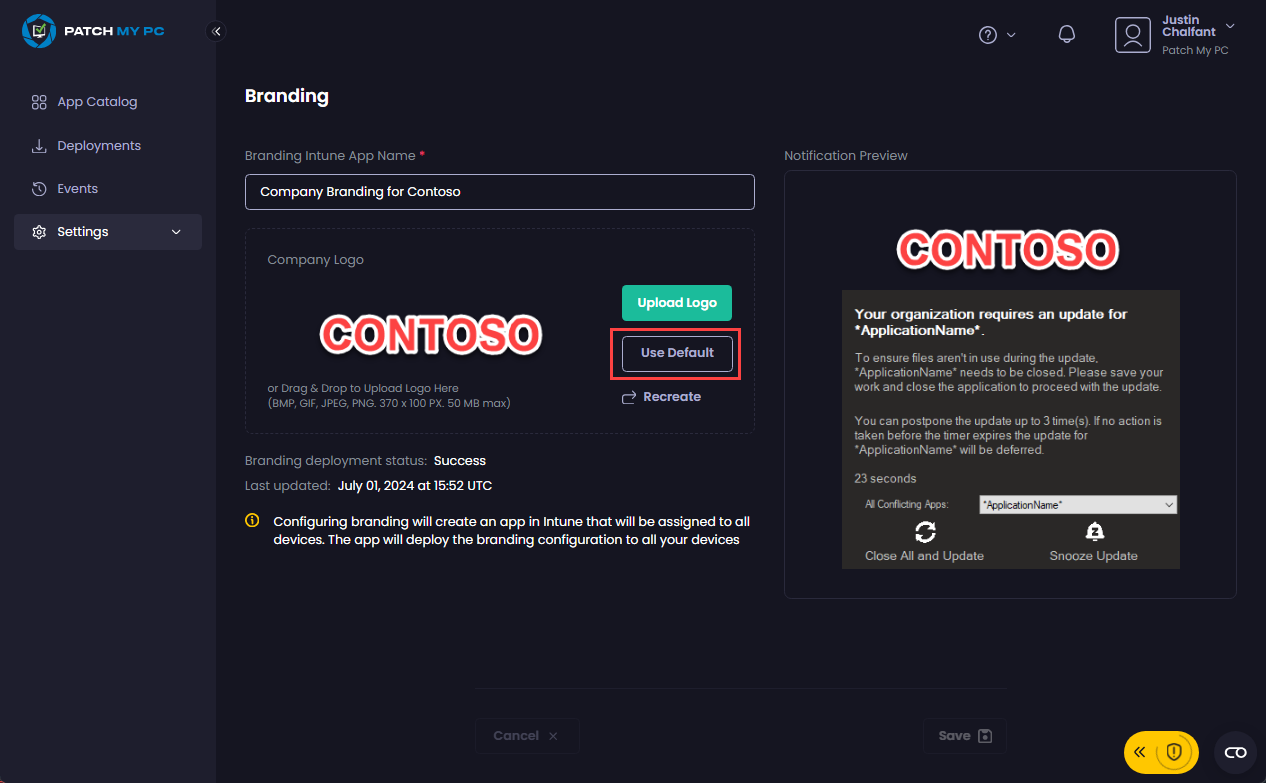 PATCH MY PC
Justin
Chalfant
Patch My PC
App Catalog
Deployments
Events
Settings
Branding
Branding Intune App Name *
Company Branding for Contoso
Company Logo
CONTOSO
Upload Logo
Use Default
Recreate
or Drag & Drop to Upload Logo Here
(BMP, GIF, JPEG, PNG. 370 x 100 PX. 50 MB max)
Branding deployment status: Success
Last updated: July 01, 2024 at 15:52 UTC
Configuring branding will create an app in Intune that will be assigned to all
devices. The app will deploy the branding configuration to all your devices
Notification Preview
CONTOSO
Your organization requires an update for
*ApplicationName*.
To ensure files aren't in use during the update,
*ApplicationName* needs to be closed. Please save your
work and close the application to proceed with the update.
You can postpone the update up to 3 time(s). If no action is
taken before the timer expires the update for
*ApplicationName* will be deferred.
23 seconds
All Conflicting Apps: *ApplicationName*
Close All and Update
Snooze Update
Cancel
Save